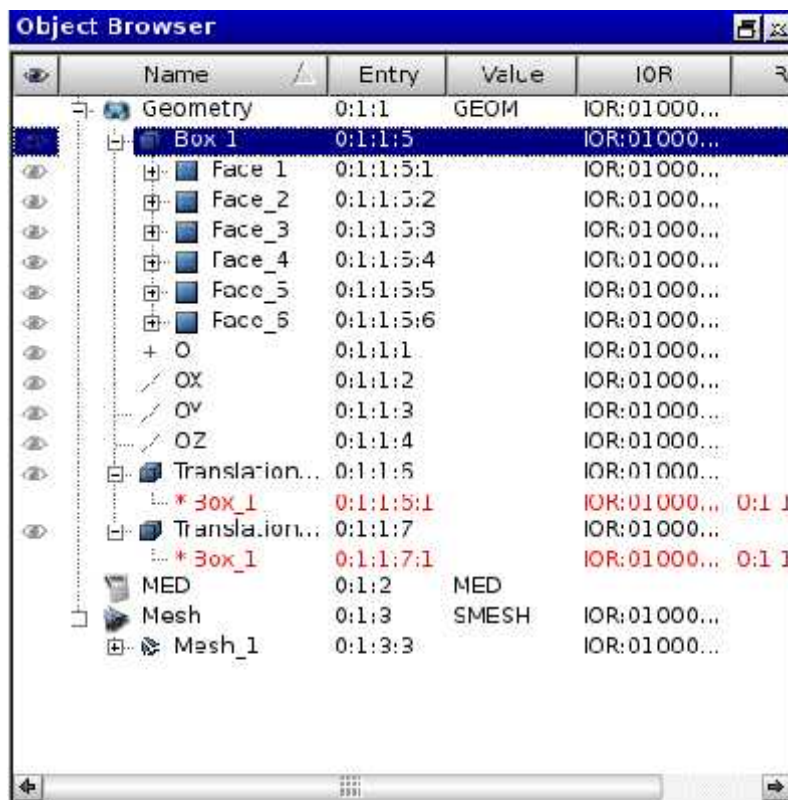 Object Browser
Name Entry Value IOR
Geometry 0:1:1 GEOM IOR:01000...
Box_1 0:1:1:5 IOR:01000...
Face_1 0:1:1:5:1 IOR:01000...
Face_2 0:1:1:5:2 IOR:01000...
Face_3 0:1:1:5:3 IOR:01000...
Face_4 0:1:1:5:4 IOR:01000...
Face_5 0:1:1:5:5 IOR:01000...
Face_6 0:1:1:5:6 IOR:01000...
O 0:1:1:1 IOR:01000...
OX 0:1:1:2 IOR:01000...
OY 0:1:1:3 IOR:01000...
OZ 0:1:1:4 IOR:01000...
Translation... 0:1:1:6 IOR:01000...
* Box_1 0:1:1:6:1 IOR:01000... 0:1
Translation... 0:1:1:7 IOR:01000...
* Box_1 0:1:1:7:1 IOR:01000... 0:1
MED 0:1:2 MED
Mesh 0:1:3 SMESH IOR:01000...
Mesh_1 0:1:3:3 IOR:01000...